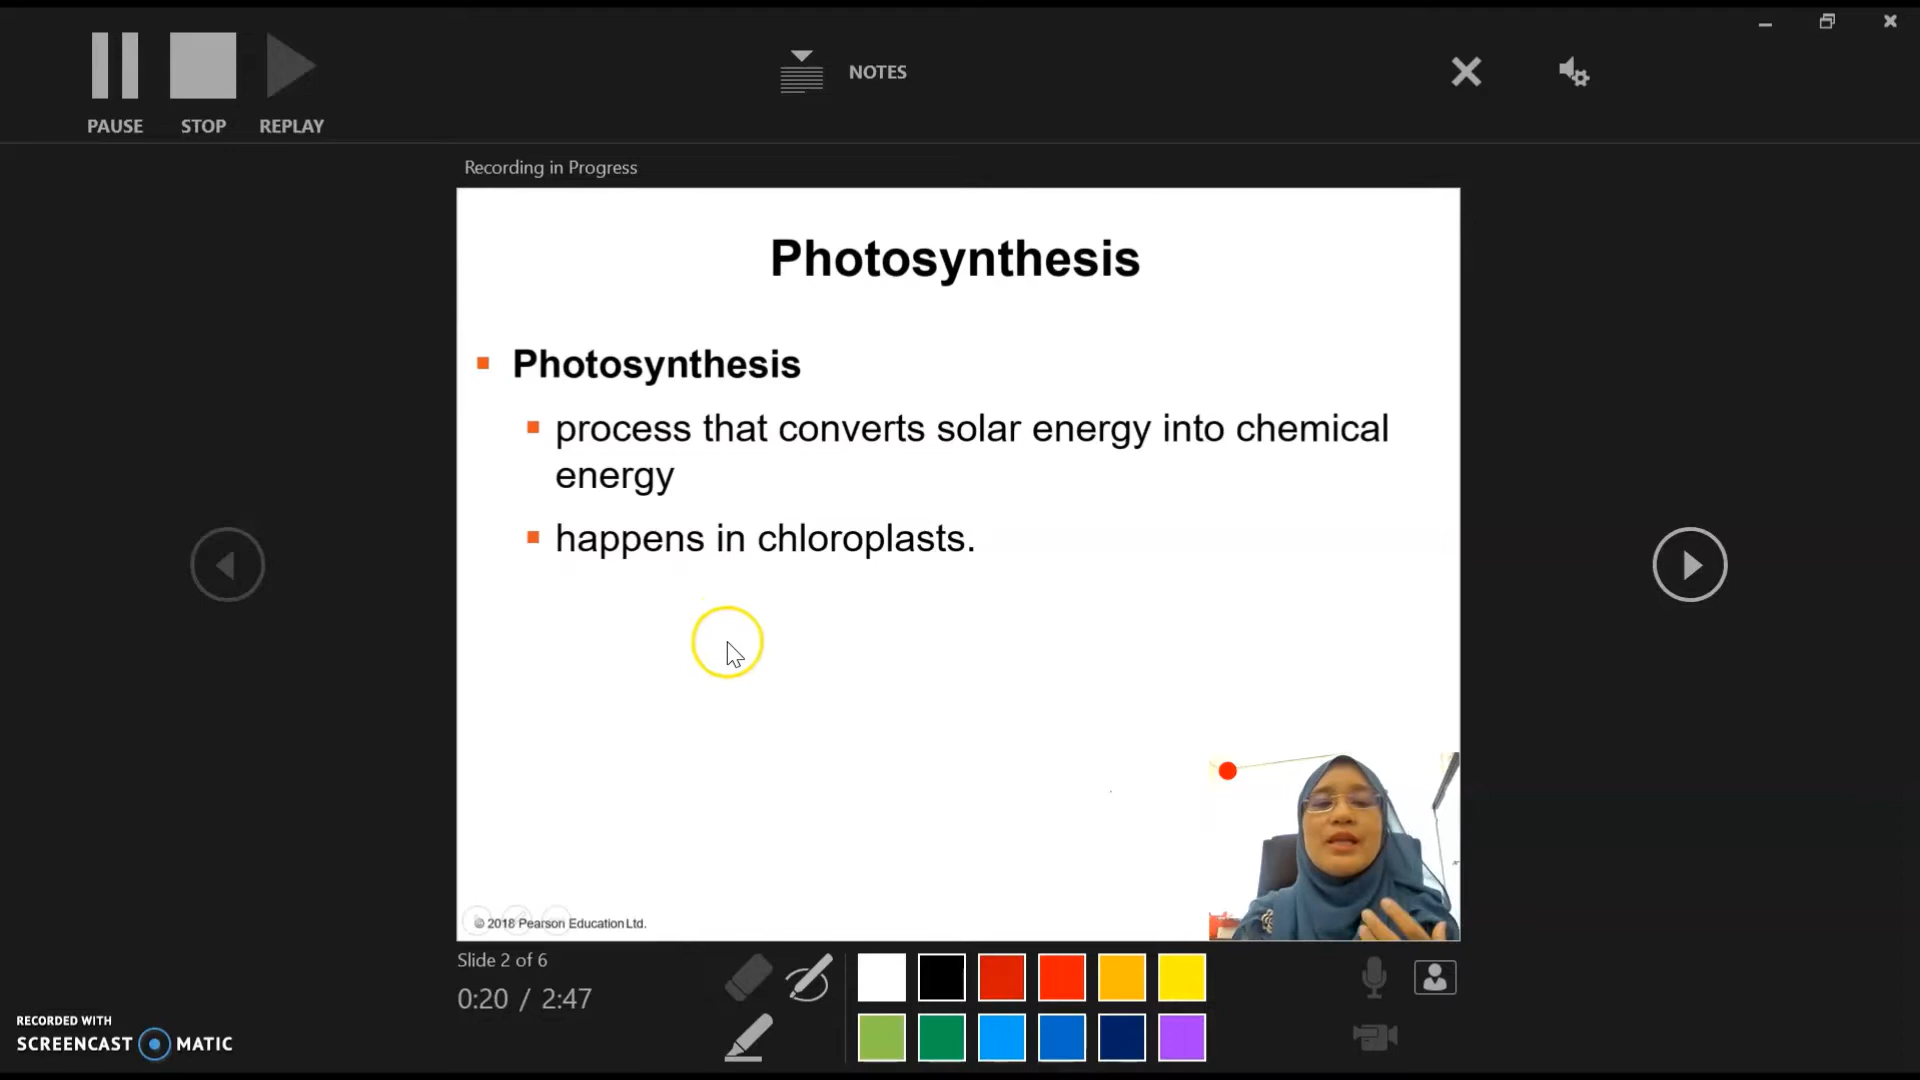 PAUSE STOP REPLAY
NOTES
Recording in Progress
Photosynthesis
Photosynthesis
process that converts solar energy into chemical
energy
happens in chloroplasts.
© 2018 Pearson Education Ltd.
Slide 2 of 6
0:20 / 2:47
RECORDED WITH
SCREENCAST MATIC